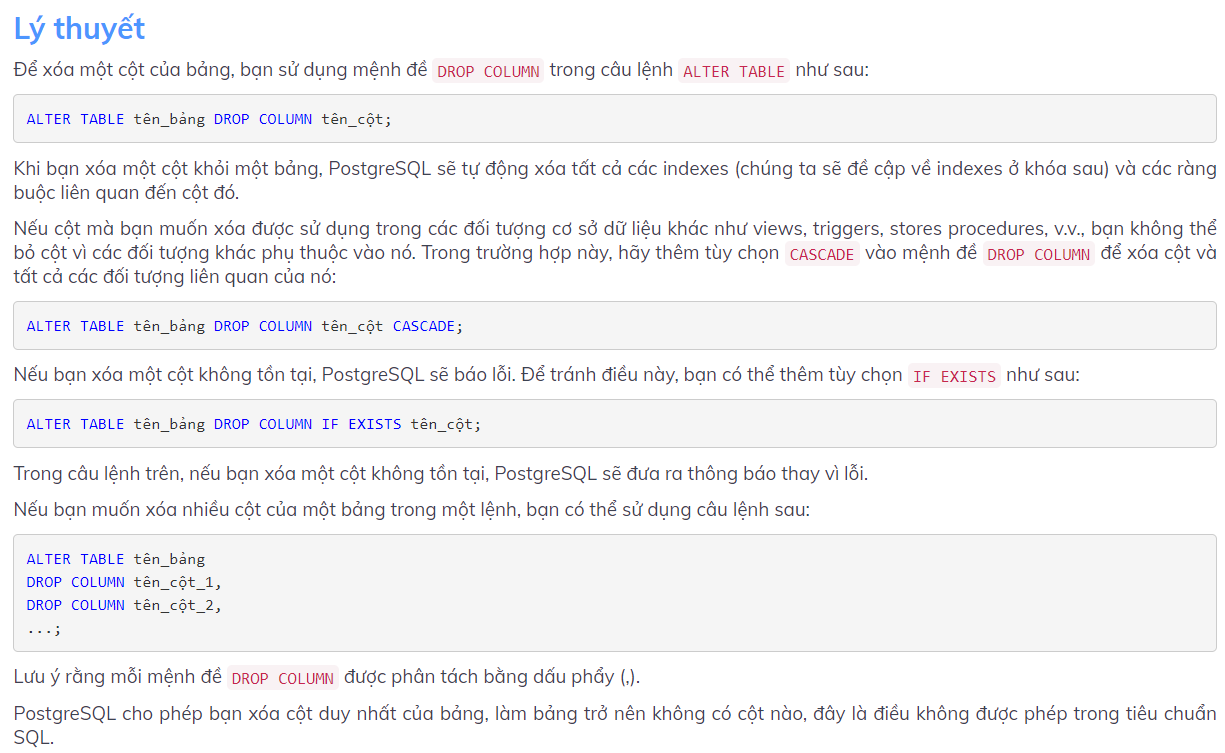 Lý thuyết
Để xóa một cột của bảng, bạn sử dụng mệnh đề DROP COLUMN trong câu lệnh ALTER TABLE như sau:
ALTER TABLE tên_bảng DROP COLUMN tên_cột;
Khi bạn xóa một cột khỏi một bảng, PostgreSQL sẽ tự động xóa tất cả các indexes (chúng ta sẽ đề cập về indexes ở khóa sau) và các ràng
buộc liên quan đến cột đó.
Nếu cột mà bạn muốn xóa được sử dụng trong các đối tượng cơ sở dữ liệu khác như views, triggers, stores procedures, v.v., bạn không thể
bỏ cột vì các đối tượng khác phụ thuộc vào nó. Trong trường hợp này, hãy thêm tùy chọn CASCADE vào mệnh đề DROP COLUMN để xóa cột và
tất cả các đối tượng liên quan của nó:
ALTER TABLE tên_bảng DROP COLUMN tên_cột CASCADE;
Nếu bạn xóa một cột không tồn tại, PostgreSQL sẽ báo lỗi. Để tránh điều này, bạn có thể thêm tùy chọn IF EXISTS như sau:
ALTER TABLE tên_bảng DROP COLUMN IF EXISTS tên_cột;
Trong câu lệnh trên, nếu bạn xóa một cột không tồn tại, PostgreSQL sẽ đưa ra thông báo thay vì lỗi.
Nếu bạn muốn xóa nhiều cột của một bảng trong một lệnh, bạn có thể sử dụng câu lệnh sau:
ALTER TABLE tên_bảng
DROP COLUMN tên_cột_1,
DROP COLUMN tên_cột_2,
...;
Lưu ý rằng mỗi mệnh đề DROP COLUMN được phân tách bằng dấu phẩy (,).
PostgreSQL cho phép bạn xóa cột duy nhất của bảng, làm bảng trở nên không có cột nào, đây là điều không được phép trong tiêu chuẩn
SQL.